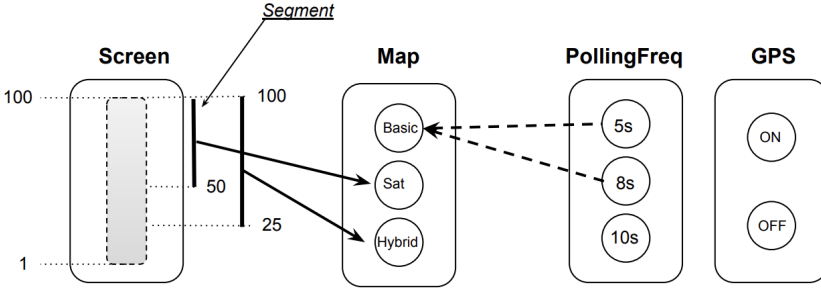 Segment
Screen
Map
PollingFreq
GPS
100
100
Basic
5s
ON
Sat
8s
50
25
OFF
Hybrid
10s
1